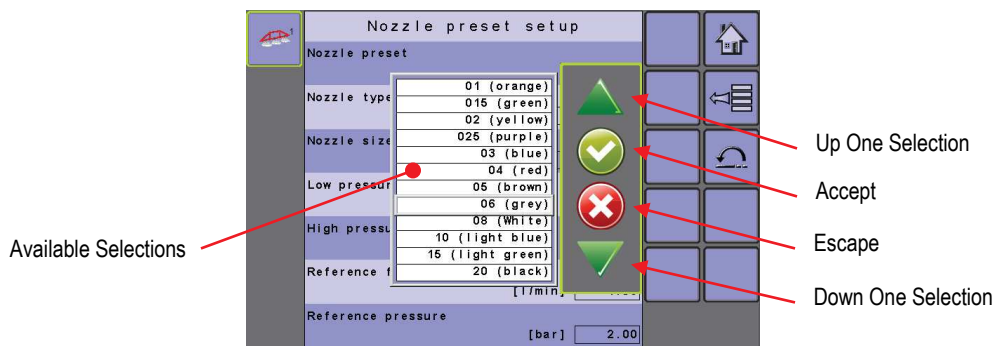 1
Nozzle preset setup
Nozzle preset
Nozzle type
Nozzle size
Low pressur
High pressu
Reference f
[l/min]
Reference pressure
[bar] 2.00
01 (orange)
015 (green)
02 (yellow)
025 (purple)
03 (blue)
04 (red)
05 (brown)
06 (grey)
08 (White)
10 (light blue)
15 (light green)
20 (black)
Available Selections
Up One Selection
Accept
Escape
Down One Selection